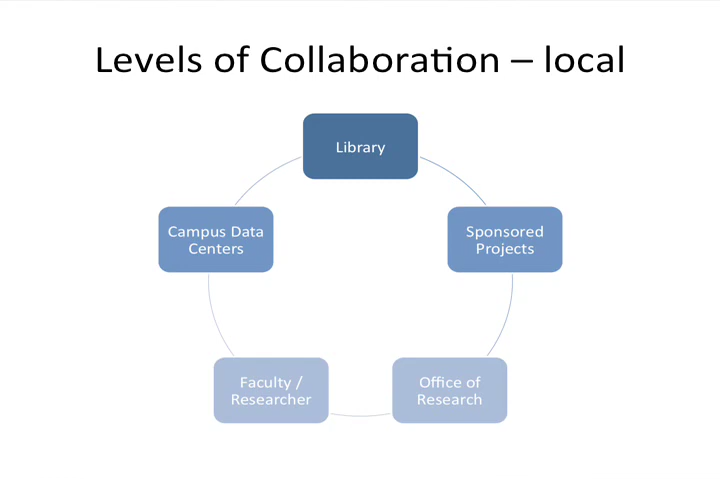 Levels of Collaboration – local
Library
Campus Data
Centers
Sponsored
Projects
Faculty /
Researcher
Office of
Research